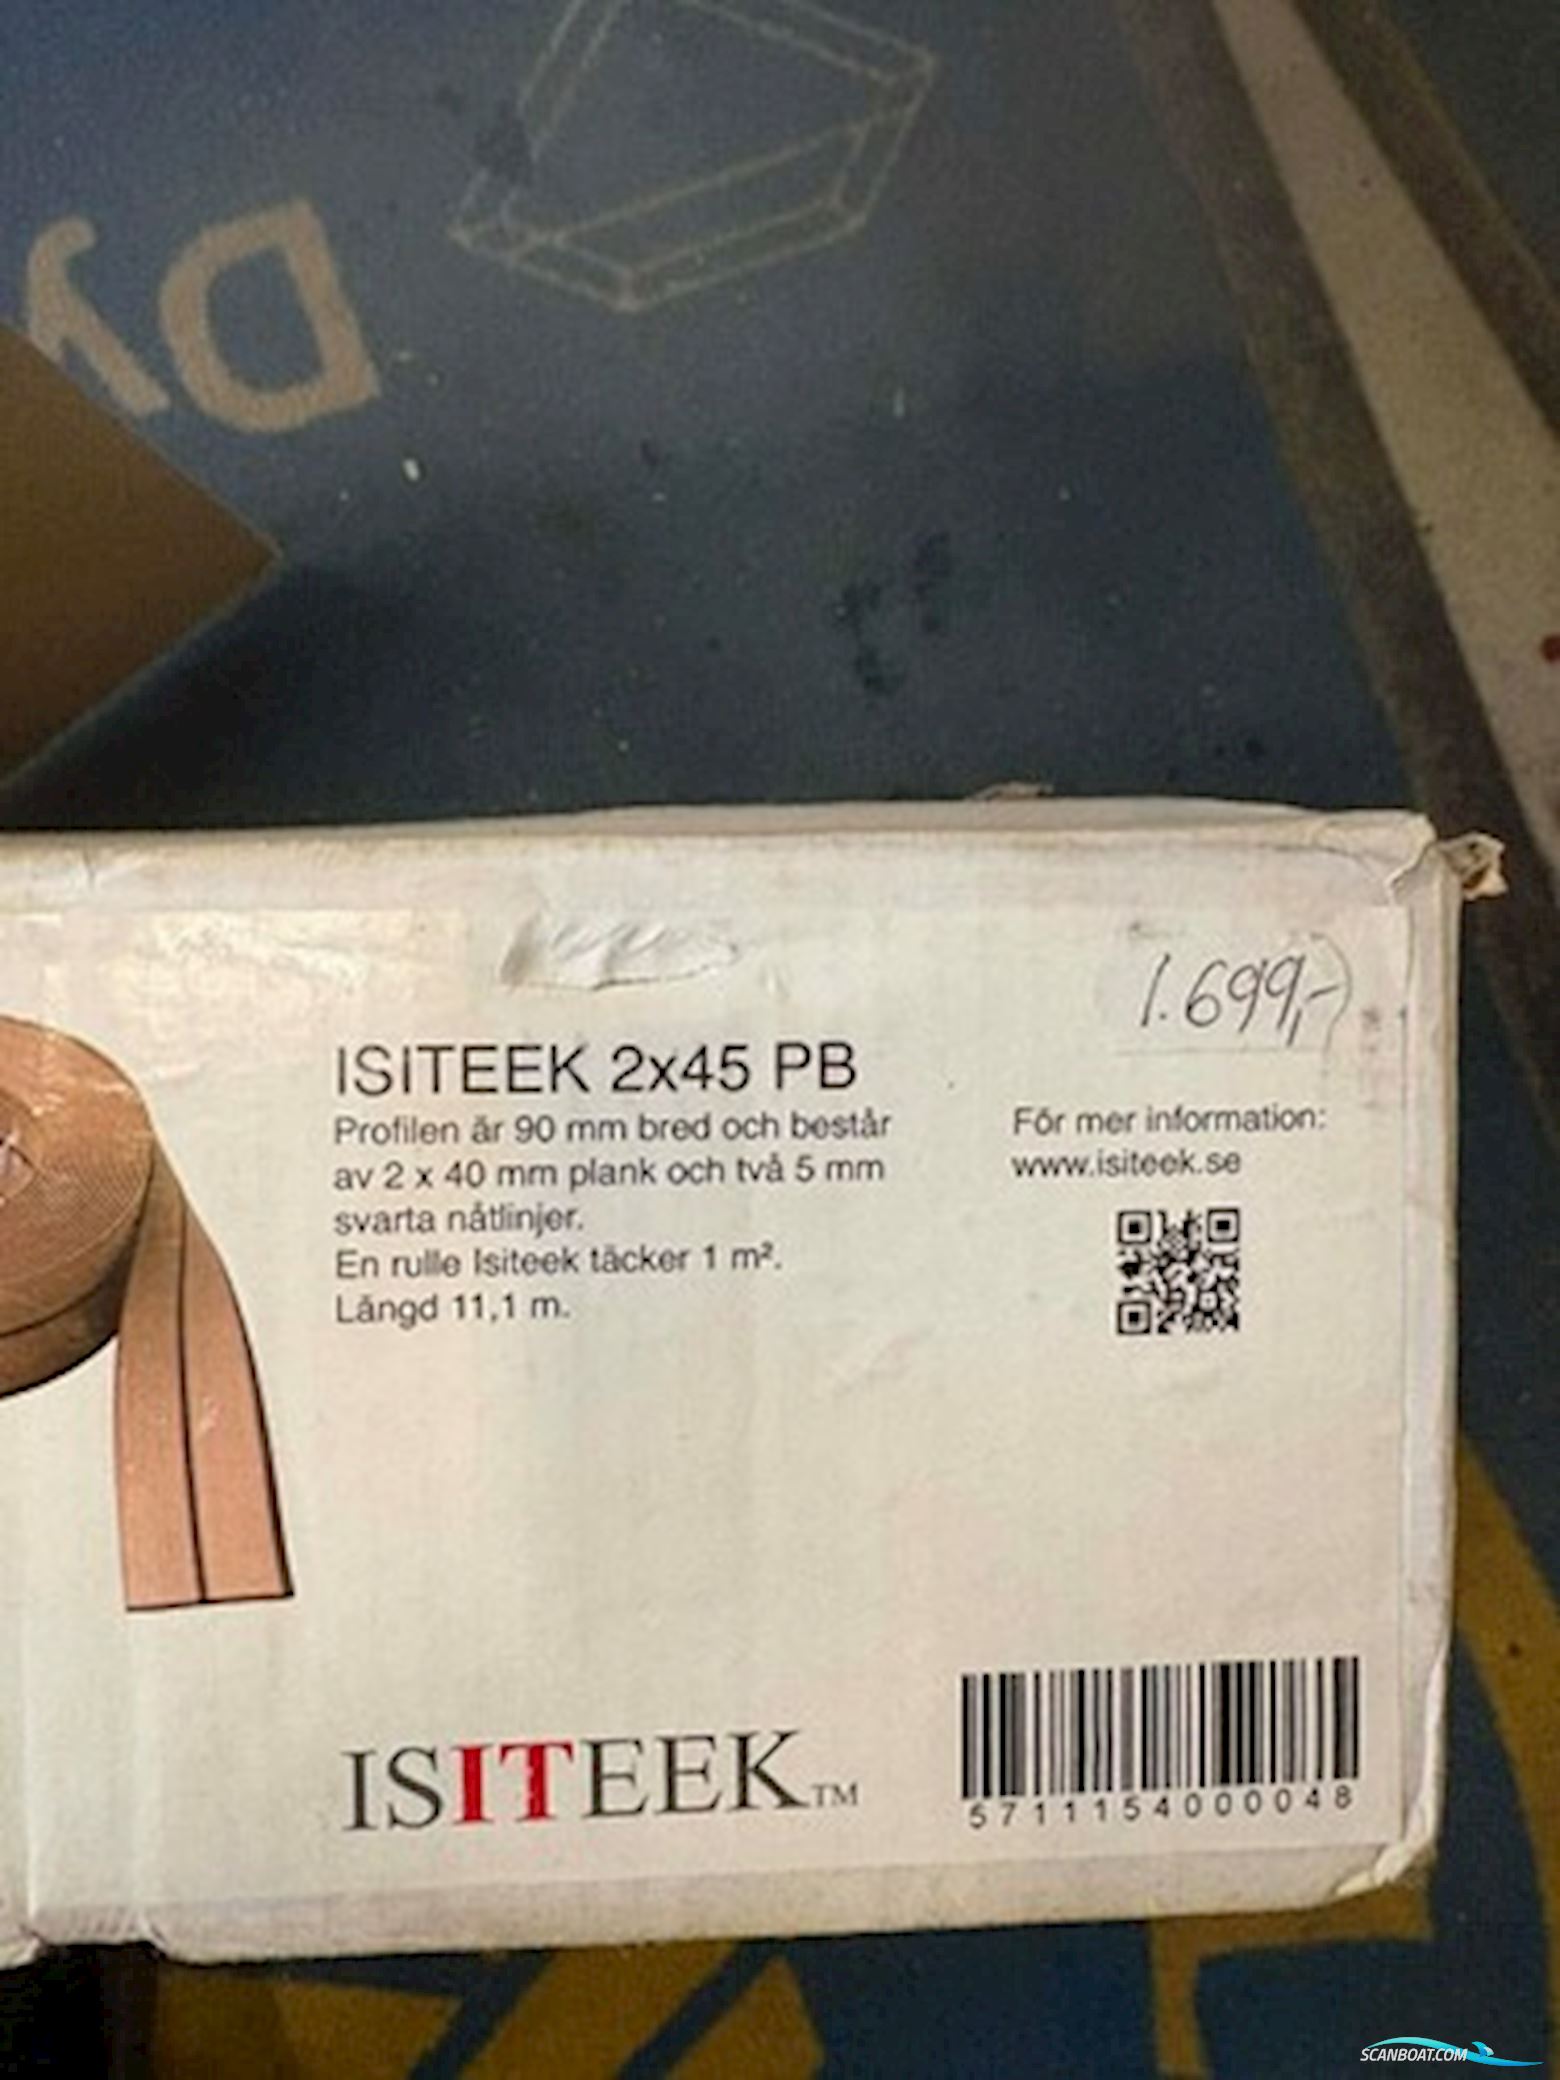 Dy
1.699,-
ISITEEK 2x45 PB
Profilen är 90 mm bred och består
av 2 x 40 mm plank och två 5 mm
svarta nåtlinjer.
En rulle Isiteek täcker 1 m².
Längd 11,1 m.
För mer information:
www.isiteek.se
ISITEEK™
5711154000048
SCANBOAT.COM